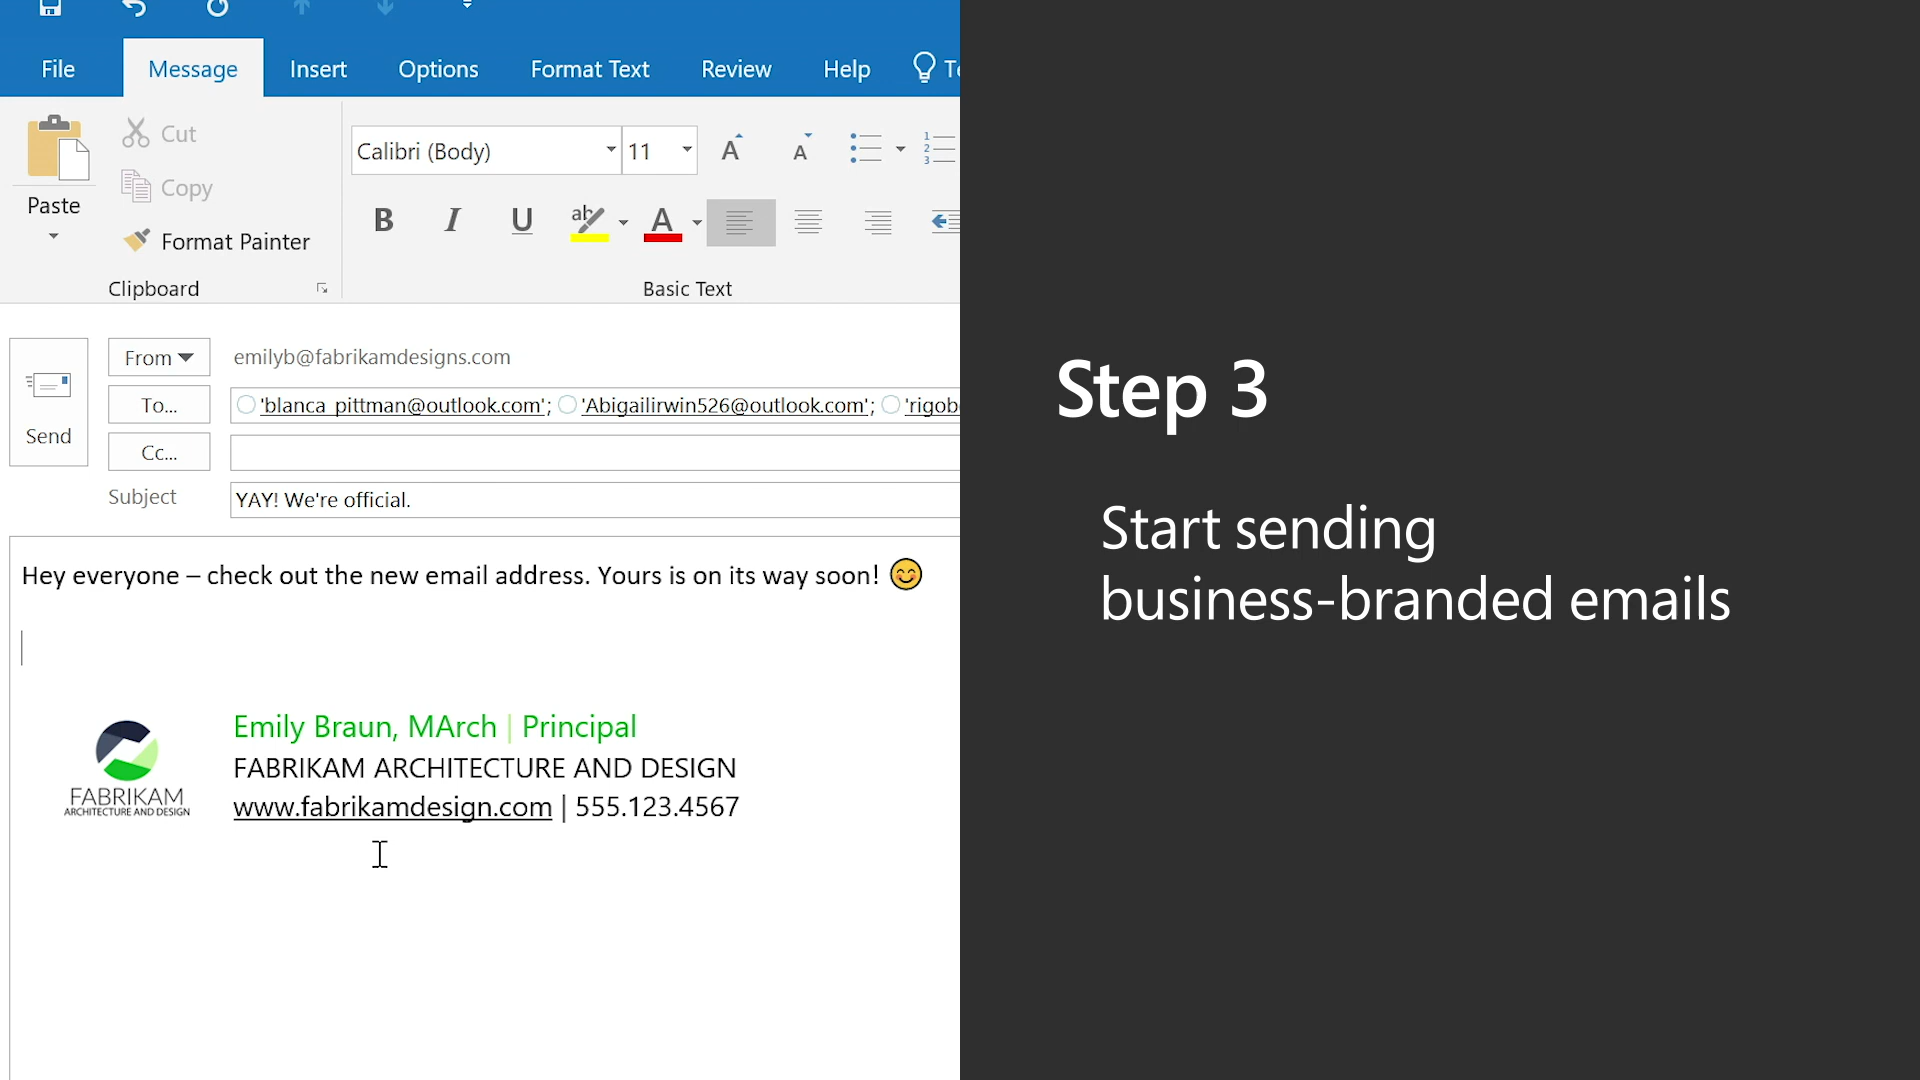 File Message Insert Options Format Text Review Help
Cut
Calibri (Body) 11
Copy
Paste
Format Painter
Clipboard
Basic Text
From emilyb@fabrikamdesigns.com
To... 'blanca_pittman@outlook.com'; 'Abigailirwin526@outlook.com';
Send
Cc...
Subject YAY! We're official.
Hey everyone – check out the new email address. Yours is on its way soon! 😊
Emily Braun, MArch | Principal
FABRIKAM ARCHITECTURE AND DESIGN
www.fabrikamdesign.com | 555.123.4567
FABRIKAM
ARCHITECTURE AND DESIGN
Step 3
Start sending
business-branded emails